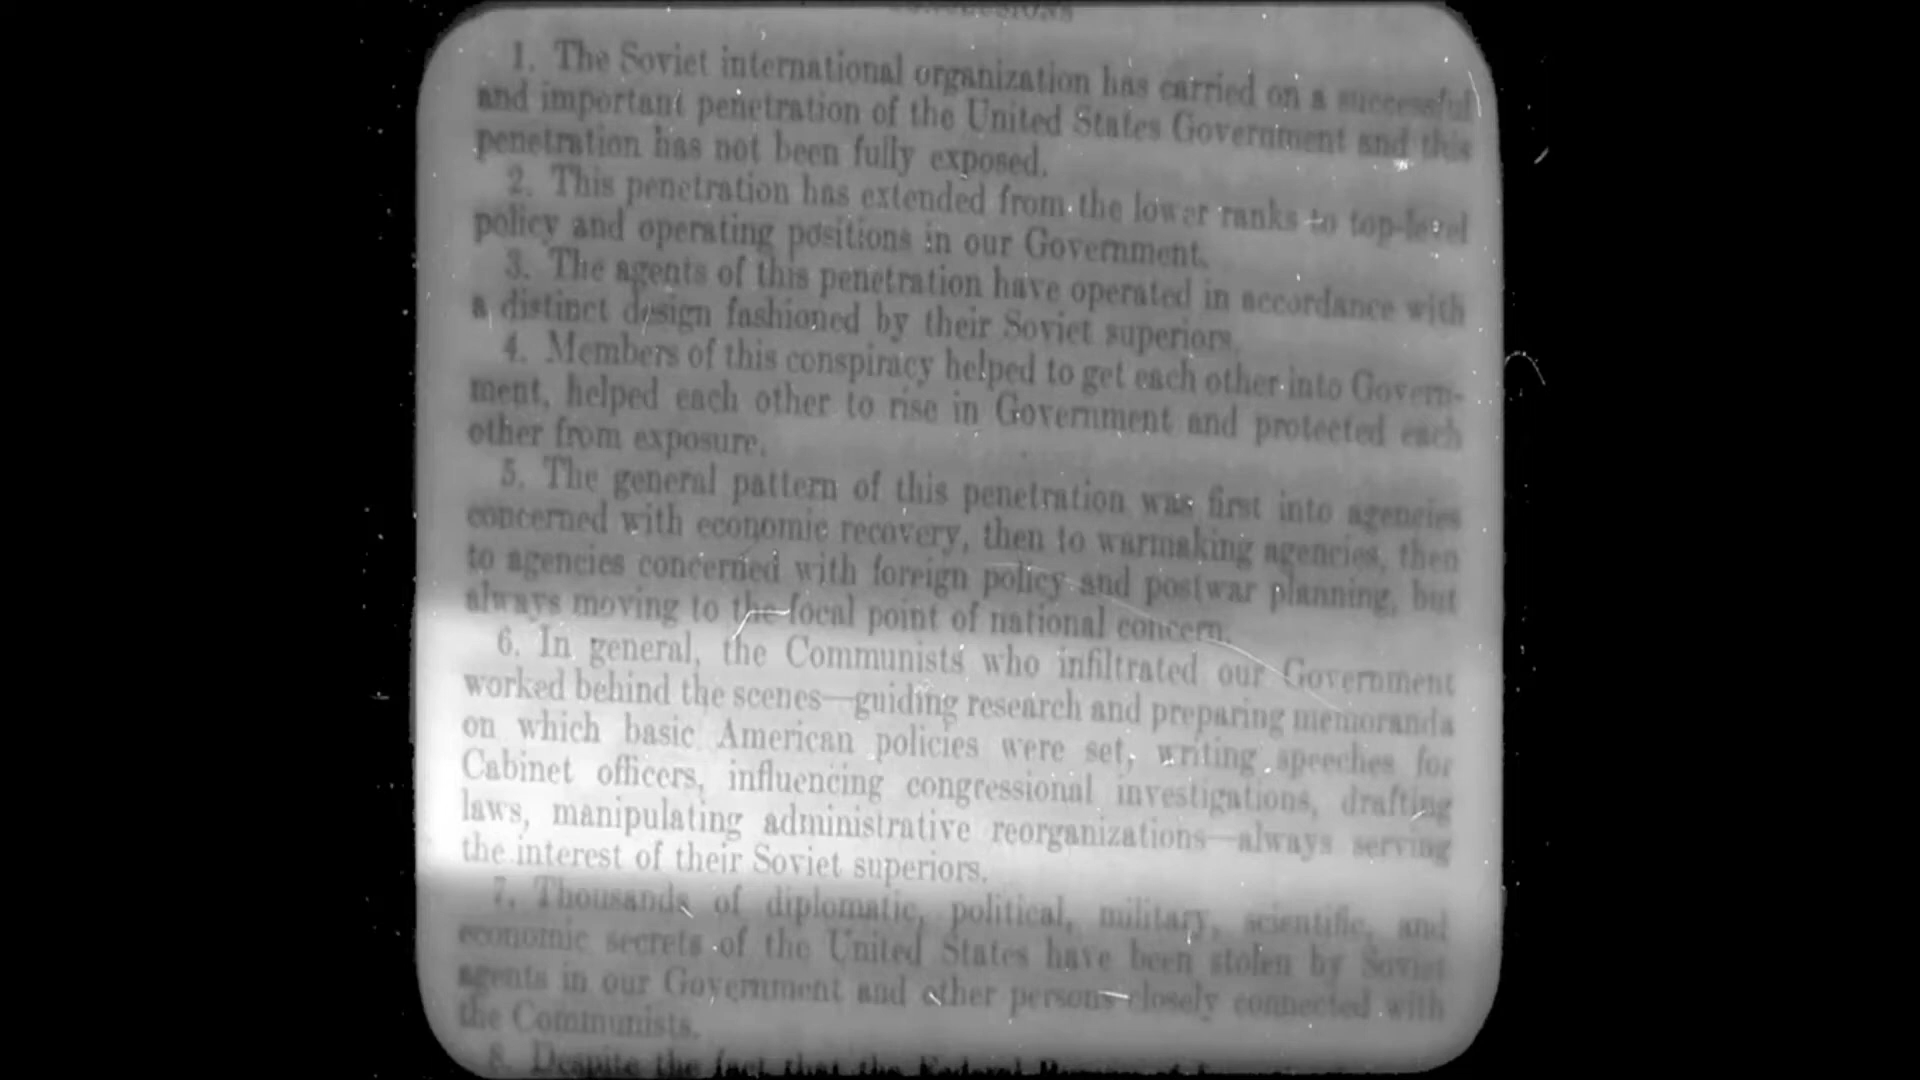 CONCLUSIONS
1. The Soviet international organization has carried on a successful
and important penetration of the United States Government and this
penetration has not been fully exposed.
2. This penetration has extended from the lower ranks to top-level
policy and operating positions in our Government.
3. The agents of this penetration have operated in accordance with
a distinct design fashioned by their Soviet superiors.
4. Members of this conspiracy helped to get each other into Govern-
ment, helped each other to rise in Government and protected each
other from exposure.
5. The general pattern of this penetration was first into agencies
concerned with economic recovery, then to warmaking agencies, then
to agencies concerned with foreign policy and postwar planning, but
always moving to the focal point of national concern.
6. In general, the Communists who infiltrated our Government
worked behind the scenes—guiding research and preparing memoranda
on which basic American policies were set, writing speeches for
Cabinet officers, influencing congressional investigations, drafting
laws, manipulating administrative reorganizations—always serving
the interest of their Soviet superiors.
7. Thousands of diplomatic, political, military, scientific, and
economic secrets of the United States have been stolen by Soviet
agents in our Government and other persons closely connected with
the Communists.
8. Despite the fact that the Federal